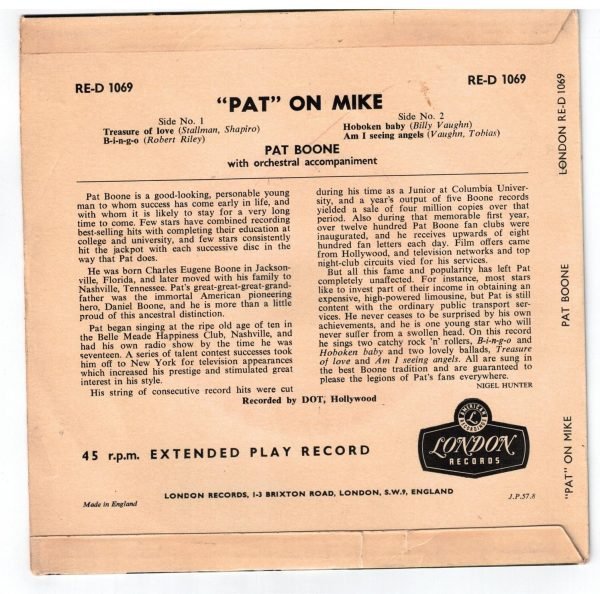 RE-D 1069
RE-D 1069
"PAT" ON MIKE
Side No. 1
Treasure of love (Stallman, Shapiro)
B-i-n-g-o (Robert Riley)
Side No. 2
Hoboken baby (Billy Vaughn)
Am I seeing angels (Vaughn, Tobias)
PAT BOONE
with orchestral accompaniment
Pat Boone is a good-looking, personable young
man to whom success has come early in life, and
with whom it is likely to stay for a very long
time to come. Few stars have combined recording
best-selling hits with completing their education at
college and university, and few stars consistently
hit the jackpot with each successive disc in the
way that Pat does.
He was born Charles Eugene Boone in Jackson-
ville, Florida, and later moved with his family to
Nashville, Tennessee. Pat's great-great-great-grand-
father was the immortal American pioneering
hero, Daniel Boone, and he is more than a little
proud of this ancestral distinction.
Pat began singing at the ripe old age of ten in
the Belle Meade Happiness Club, Nashville, and
had his own radio show by the time he was
seventeen. A series of talent contest successes took
him off to New York for television appearances
which increased his prestige and stimulated great
interest in his style.
His string of consecutive record hits were cut
during his time as a Junior at Columbia Univer-
sity, and a year's output of five Boone records
yielded a sale of four million copies over that
period. Also during that memorable first year,
over twelve hundred Pat Boone fan clubs were
inaugurated, and he receives upwards of eight
hundred fan letters each day. Film offers came
from Hollywood, and television networks and top
night-club circuits vied for his services.
But all this fame and popularity has left Pat
completely unaffected. For instance, most stars
like to invest part of their income in obtaining an
expensive, high-powered limousine, but Pat is still
content with the ordinary public transport ser-
vices. He never ceases to be surprised by his own
achievements, and he is one young star who will
never suffer from a swollen head. On this record
he sings two catchy rock 'n' rollers, B-i-n-g-o and
Hoboken baby and two lovely ballads, Treasure
of love and Am I seeing angels. All are sung in
the best Boone tradition and are guaranteed to
please the legions of Pat's fans everywhere.
NIGEL HUNTER
Recorded by DOT, Hollywood
45 r.p.m. EXTENDED PLAY RECORD
AMERICAN
L
RECORDINGS
LONDON
RECORDS
LONDON RECORDS, 1-3 BRIXTON ROAD, LONDON, S.W.9, ENGLAND
Made in England
J.P.57.8
LONDON RE-D 1069
PAT BOONE
"PAT" ON MIKE